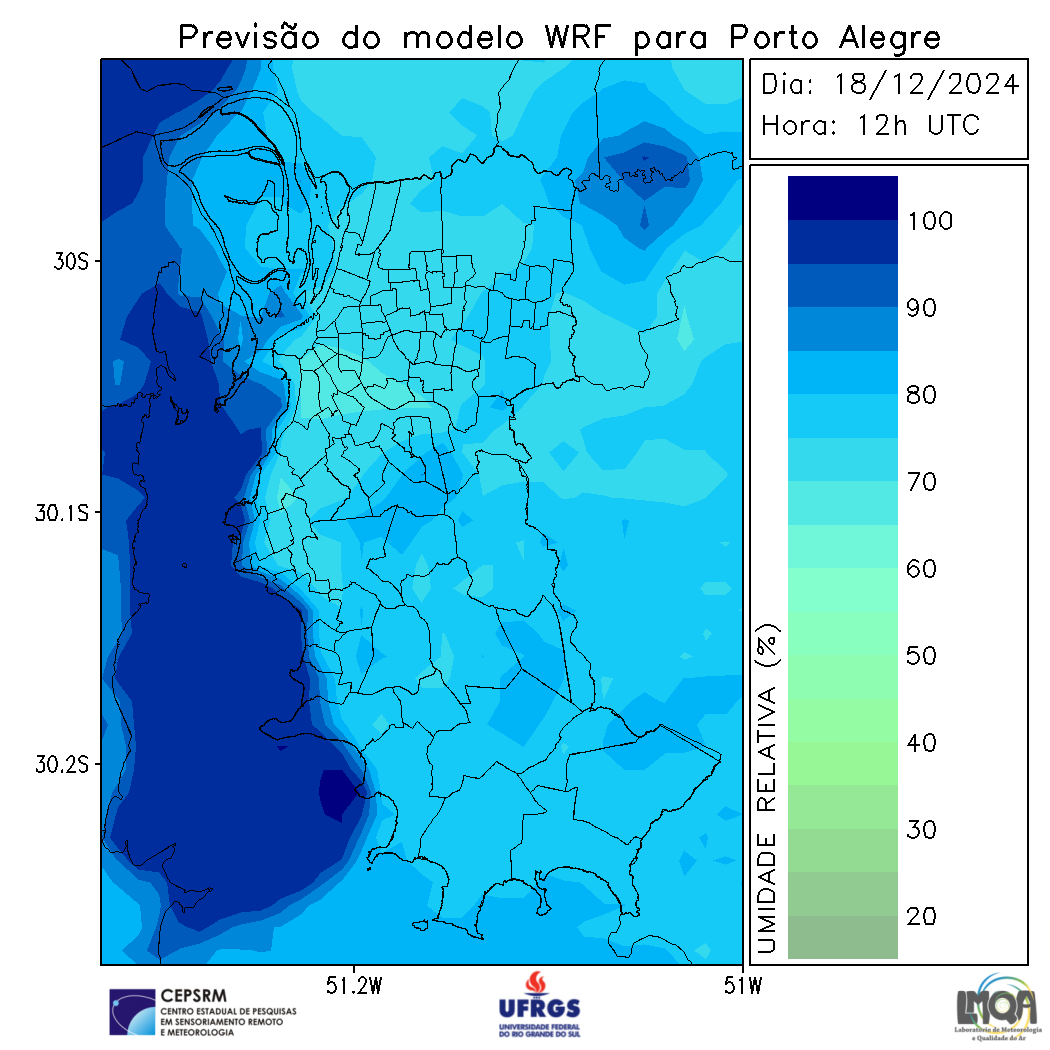 Previsão do modelo WRF para Porto Alegre
Dia: 18/12/2024
Hora: 12h UTC
100
90
80
70
60
50
40
30
20
UMIDADE RELATIVA (%)
30S
30.1S
30.2S
51.2W
51W
CEPSRM
CENTRO ESTADUAL DE PESQUISAS
EM SENSORIAMENTO REMOTO
E METEOROLOGIA
UFRGS
UNIVERSIDADE FEDERAL
DO RIO GRANDE DO SUL
LMQA
Laboratório de Meteorologia
e Qualidade do Ar